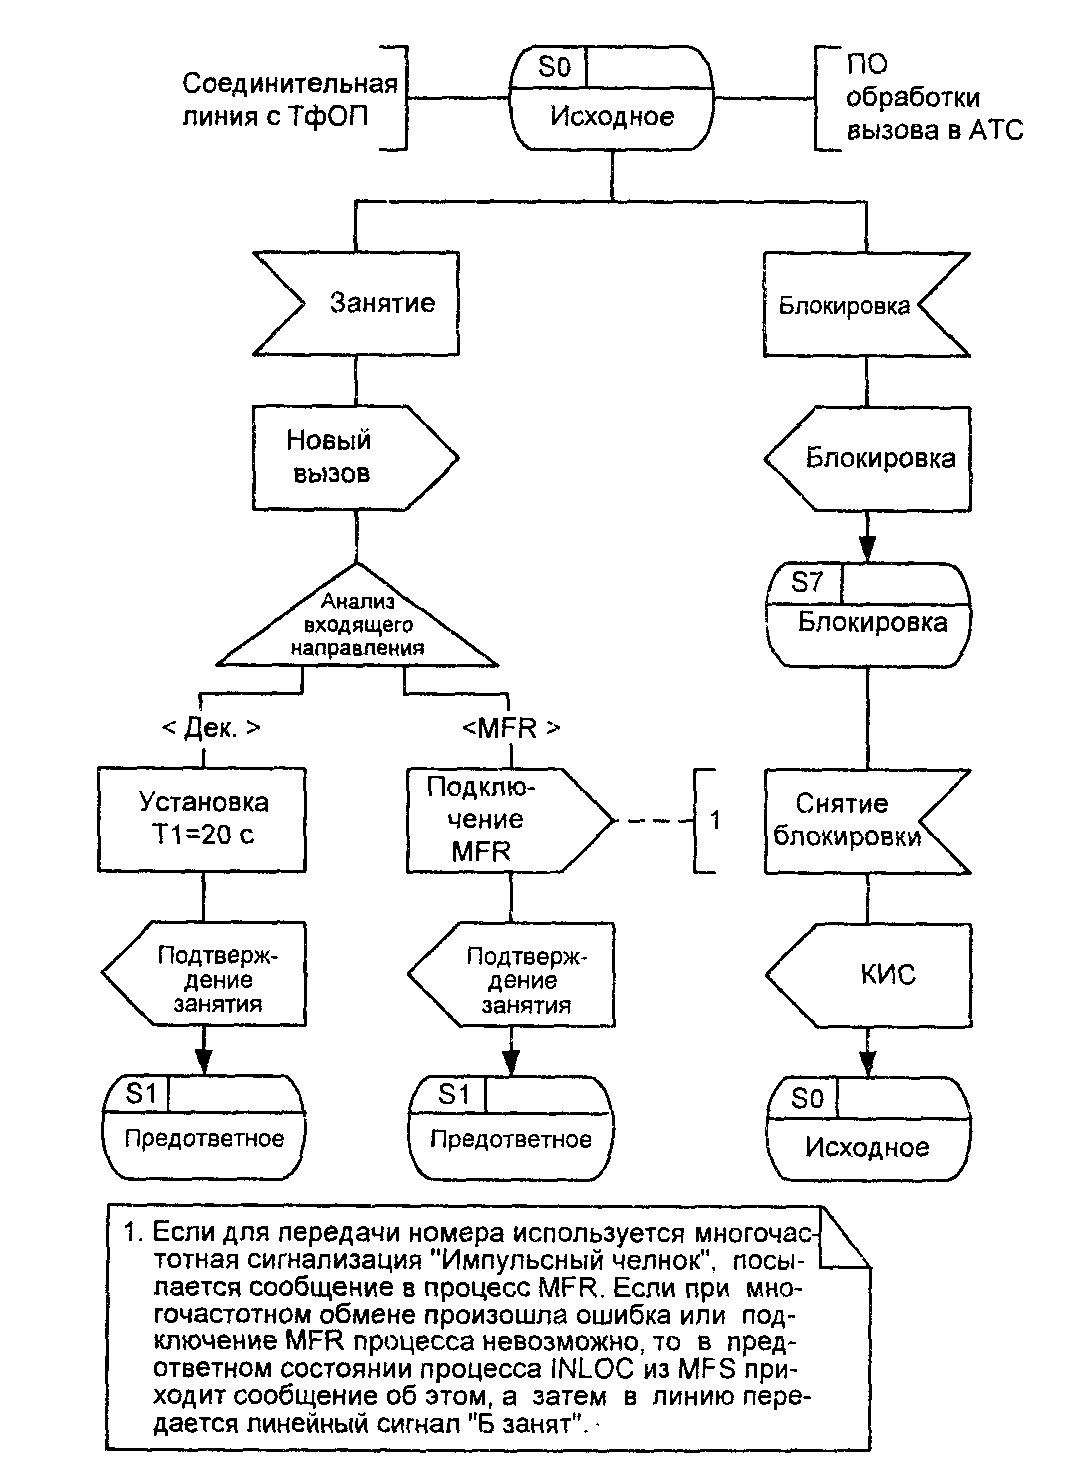 Соединительная
линия с ТфОП
S0
Исходное
ПО
обработки
вызова в АТС
Занятие
Блокировка
Новый
вызов
Блокировка
Анализ
входящего
направления
S7
Блокировка
< Дек. >
<MFR >
Установка
T1=20 с
Подклю-
чение
MFR
1
Снятие
блокировки
Подтверж-
дение
занятия
Подтверж-
дение
занятия
КИС
S1
Предответное
S1
Предответное
S0
Исходное
1. Если для передачи номера используется многочас-
тотная сигнализация "Импульсный челнок", посы-
лается сообщение в процесс MFR. Если при мно-
гочастотном обмене произошла ошибка или под-
ключение MFR процесса невозможно, то в пред-
ответном состоянии процесса INLOC из MFS при-
ходит сообщение об этом, а затем в линию пере-
дается линейный сигнал "Б занят".